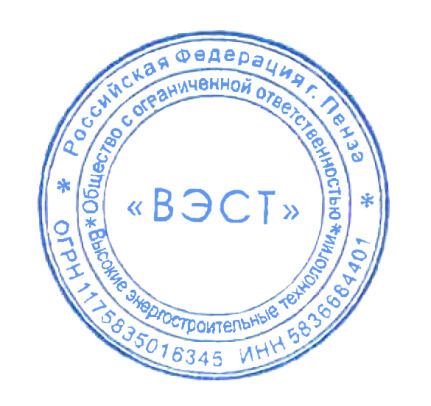 * Российская Федерация г. Пенза *
ОГРН 1175835016345 ИНН 5836684401
* Общество с ограниченной ответственностью *
Высокие энергостроительные технологии
«ВЭСТ»